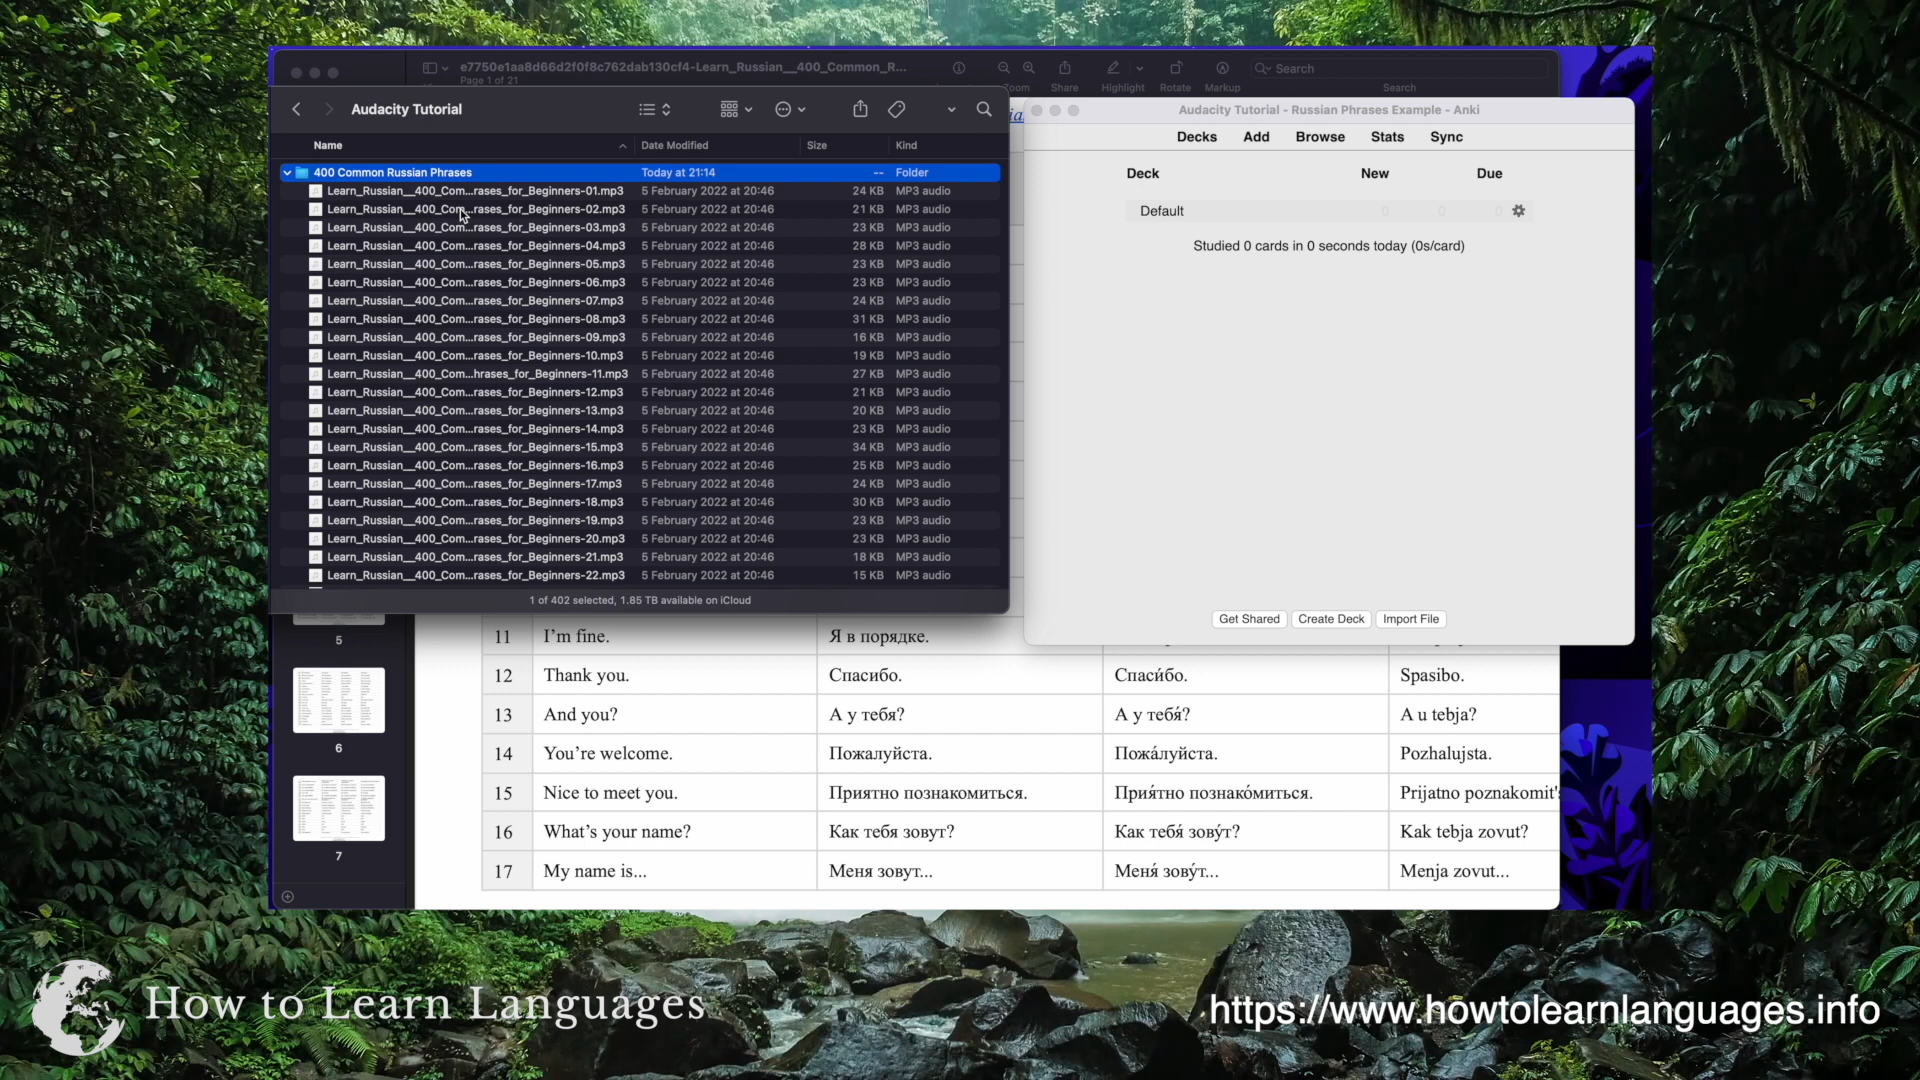 e7750e1aa8d66d2f0f8c762dab130cf4-Learn_Russian__400_Common_R...
Page 1 of 21
Zoom
Share
Highlight
Rotate
Markup
Search
Search
Audacity Tutorial
Name
Date Modified
Size
Kind
400 Common Russian Phrases Today at 21:14 -- Folder
Learn_Russian__400_Com...rases_for_Beginners-01.mp3 5 February 2022 at 20:46 24 KB MP3 audio
Learn_Russian__400_Com...rases_for_Beginners-02.mp3 5 February 2022 at 20:46 21 KB MP3 audio
Learn_Russian__400_Com...rases_for_Beginners-03.mp3 5 February 2022 at 20:46 23 KB MP3 audio
Learn_Russian__400_Com...rases_for_Beginners-04.mp3 5 February 2022 at 20:46 28 KB MP3 audio
Learn_Russian__400_Com...rases_for_Beginners-05.mp3 5 February 2022 at 20:46 23 KB MP3 audio
Learn_Russian__400_Com...rases_for_Beginners-06.mp3 5 February 2022 at 20:46 23 KB MP3 audio
Learn_Russian__400_Com...rases_for_Beginners-07.mp3 5 February 2022 at 20:46 24 KB MP3 audio
Learn_Russian__400_Com...rases_for_Beginners-08.mp3 5 February 2022 at 20:46 31 KB MP3 audio
Learn_Russian__400_Com...rases_for_Beginners-09.mp3 5 February 2022 at 20:46 16 KB MP3 audio
Learn_Russian__400_Com...rases_for_Beginners-10.mp3 5 February 2022 at 20:46 19 KB MP3 audio
Learn_Russian__400_Com...hrases_for_Beginners-11.mp3 5 February 2022 at 20:46 27 KB MP3 audio
Learn_Russian__400_Com...rases_for_Beginners-12.mp3 5 February 2022 at 20:46 21 KB MP3 audio
Learn_Russian__400_Com...rases_for_Beginners-13.mp3 5 February 2022 at 20:46 20 KB MP3 audio
Learn_Russian__400_Com...rases_for_Beginners-14.mp3 5 February 2022 at 20:46 23 KB MP3 audio
Learn_Russian__400_Com...rases_for_Beginners-15.mp3 5 February 2022 at 20:46 34 KB MP3 audio
Learn_Russian__400_Com...rases_for_Beginners-16.mp3 5 February 2022 at 20:46 25 KB MP3 audio
Learn_Russian__400_Com...rases_for_Beginners-17.mp3 5 February 2022 at 20:46 24 KB MP3 audio
Learn_Russian__400_Com...rases_for_Beginners-18.mp3 5 February 2022 at 20:46 30 KB MP3 audio
Learn_Russian__400_Com...rases_for_Beginners-19.mp3 5 February 2022 at 20:46 23 KB MP3 audio
Learn_Russian__400_Com...rases_for_Beginners-20.mp3 5 February 2022 at 20:46 23 KB MP3 audio
Learn_Russian__400_Com...rases_for_Beginners-21.mp3 5 February 2022 at 20:46 18 KB MP3 audio
Learn_Russian__400_Com...rases_for_Beginners-22.mp3 5 February 2022 at 20:46 15 KB MP3 audio
1 of 402 selected, 1.85 TB available on iCloud
Audacity Tutorial - Russian Phrases Example - Anki
Decks Add Browse Stats Sync
Deck New Due
Default 0 0 0
Studied 0 cards in 0 seconds today (0s/card)
Get Shared Create Deck Import File
5
6
7
11 I’m fine. Я в порядке.
12 Thank you. Спасибо. Спаси́бо. Spasibo.
13 And you? А у тебя? А у тебя́? A u tebja?
14 You’re welcome. Пожалуйста. Пожа́луйста. Pozhalujsta.
15 Nice to meet you. Приятно познакомиться. Прия́тно познако́миться. Prijatno poznakomit's
16 What’s your name? Как тебя зовут? Как тебя́ зову́т? Kak tebja zovut?
17 My name is... Меня зовут... Меня́ зову́т... Menja zovut...
How to Learn Languages
https://www.howtolearnlanguages.info